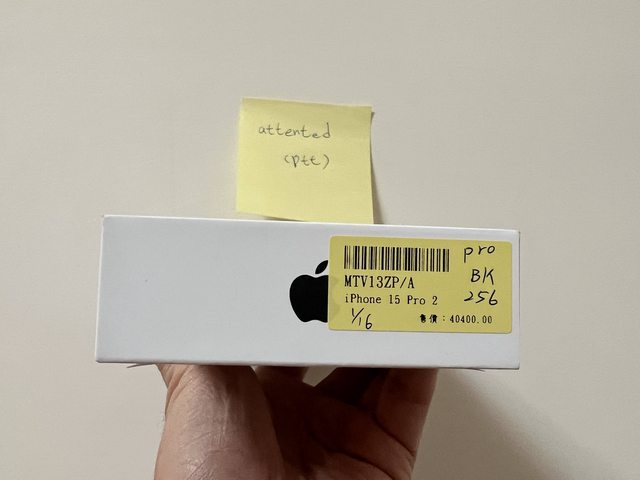 attented
(ptt)
MTV13ZP/A
iPhone 15 Pro 2
售價：40400.00
pro
BK
256
1/16